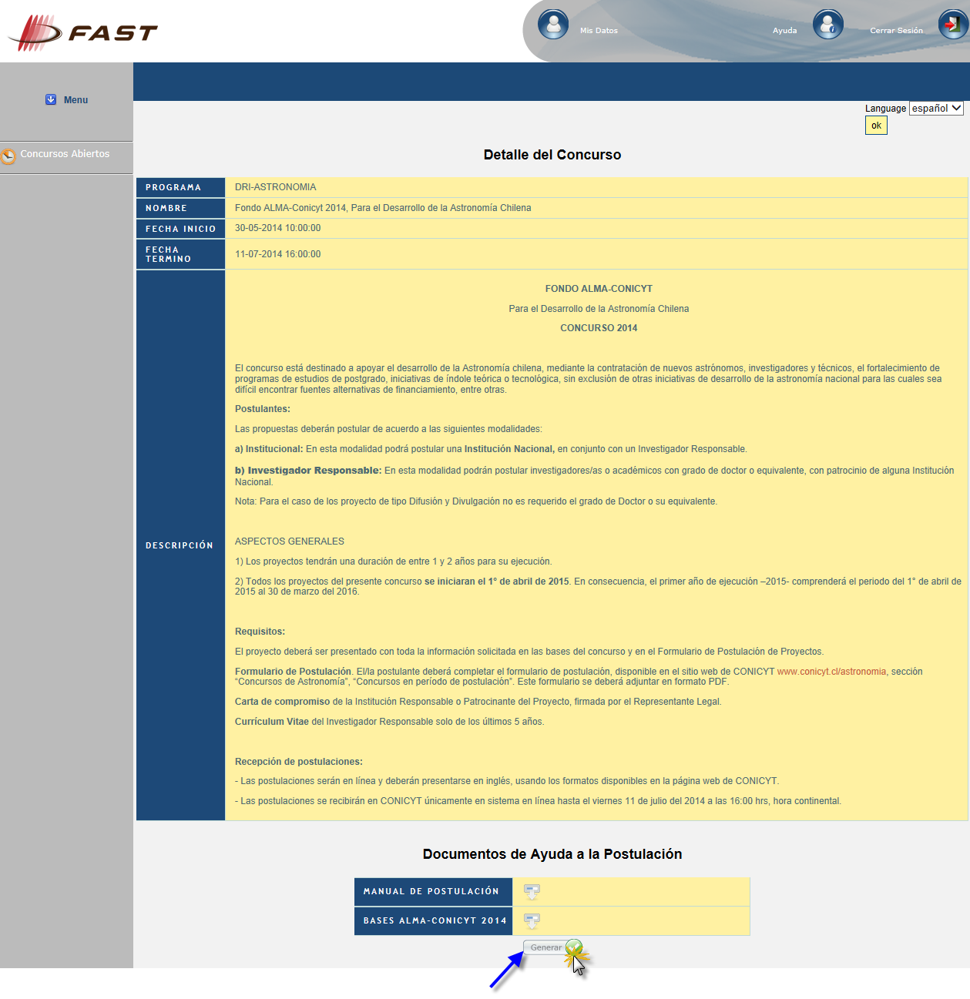 FAST
Mis Datos
Ayuda
Cerrar Sesión
Menu
Language español
ok
Concursos Abiertos
Detalle del Concurso
PROGRAMA DRI-ASTRONOMIA
NOMBRE Fondo ALMA-Conicyt 2014, Para el Desarrollo de la Astronomía Chilena
FECHA INICIO 30-05-2014 10:00:00
FECHA
TERMINO
11-07-2014 16:00:00
FONDO ALMA-CONICYT
Para el Desarrollo de la Astronomía Chilena
CONCURSO 2014
El concurso está destinado a apoyar el desarrollo de la Astronomía chilena, mediante la contratación de nuevos astrónomos, investigadores y técnicos, el fortalecimiento de
programas de estudios de postgrado, iniciativas de índole teórica o tecnológica, sin exclusión de otras iniciativas de desarrollo de la astronomía nacional para las cuales sea
difícil encontrar fuentes alternativas de financiamiento, entre otras.
Postulantes:
Las propuestas deberán postular de acuerdo a las siguientes modalidades:
a) Institucional: En esta modalidad podrá postular una Institución Nacional, en conjunto con un Investigador Responsable.
b) Investigador Responsable: En esta modalidad podrán postular investigadores/as o académicos con grado de doctor o equivalente, con patrocinio de alguna Institución
Nacional.
Nota: Para el caso de los proyecto de tipo Difusión y Divulgación no es requerido el grado de Doctor o su equivalente.
DESCRIPCIÓN
ASPECTOS GENERALES
1) Los proyectos tendrán una duración de entre 1 y 2 años para su ejecución.
2) Todos los proyectos del presente concurso se iniciaran el 1° de abril de 2015. En consecuencia, el primer año de ejecución –2015- comprenderá el periodo del 1° de abril de
2015 al 30 de marzo del 2016.
Requisitos:
El proyecto deberá ser presentado con toda la información solicitada en las bases del concurso y en el Formulario de Postulación de Proyectos.
Formulario de Postulación. El/la postulante deberá completar el formulario de postulación, disponible en el sitio web de CONICYT www.conicyt.cl/astronomia, sección
“Concursos de Astronomía”, “Concursos en período de postulación”. Este formulario se deberá adjuntar en formato PDF.
Carta de compromiso de la Institución Responsable o Patrocinante del Proyecto, firmada por el Representante Legal.
Currículum Vitae del Investigador Responsable solo de los últimos 5 años.
Recepción de postulaciones:
- Las postulaciones serán en línea y deberán presentarse en inglés, usando los formatos disponibles en la página web de CONICYT.
- Las postulaciones se recibirán en CONICYT únicamente en sistema en línea hasta el viernes 11 de julio del 2014 a las 16:00 hrs, hora continental.
Documentos de Ayuda a la Postulación
MANUAL DE POSTULACIÓN
BASES ALMA-CONICYT 2014
Generar